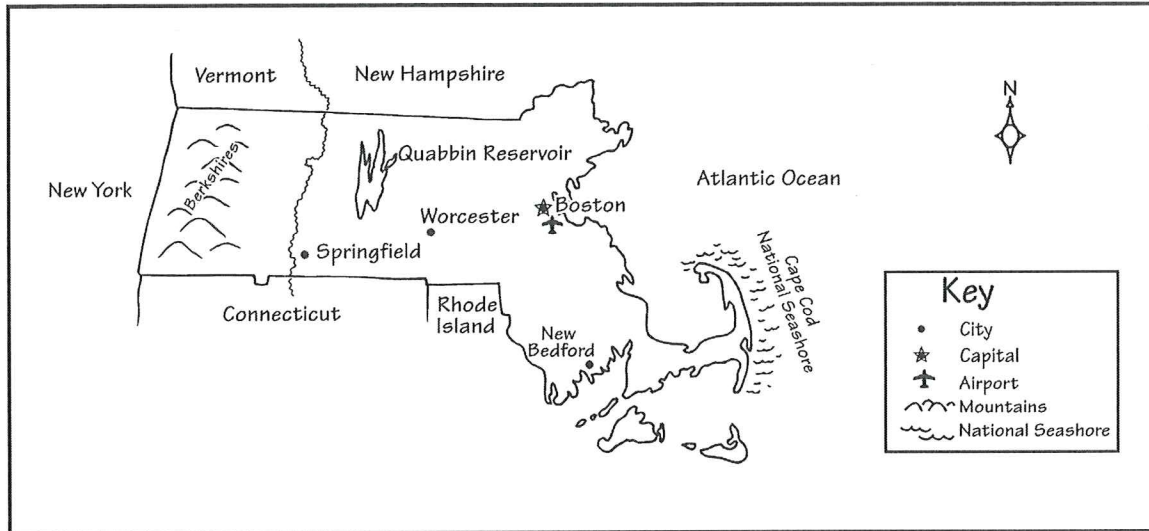 Vermont
New Hampshire
N
Quabbin Reservoir
Berkshires
New York
Atlantic Ocean
Boston
Worcester
Springfield
Cape Cod
National Seashore
Connecticut
Rhode
Island
New
Bedford
Key
City
Capital
Airport
Mountains
National Seashore